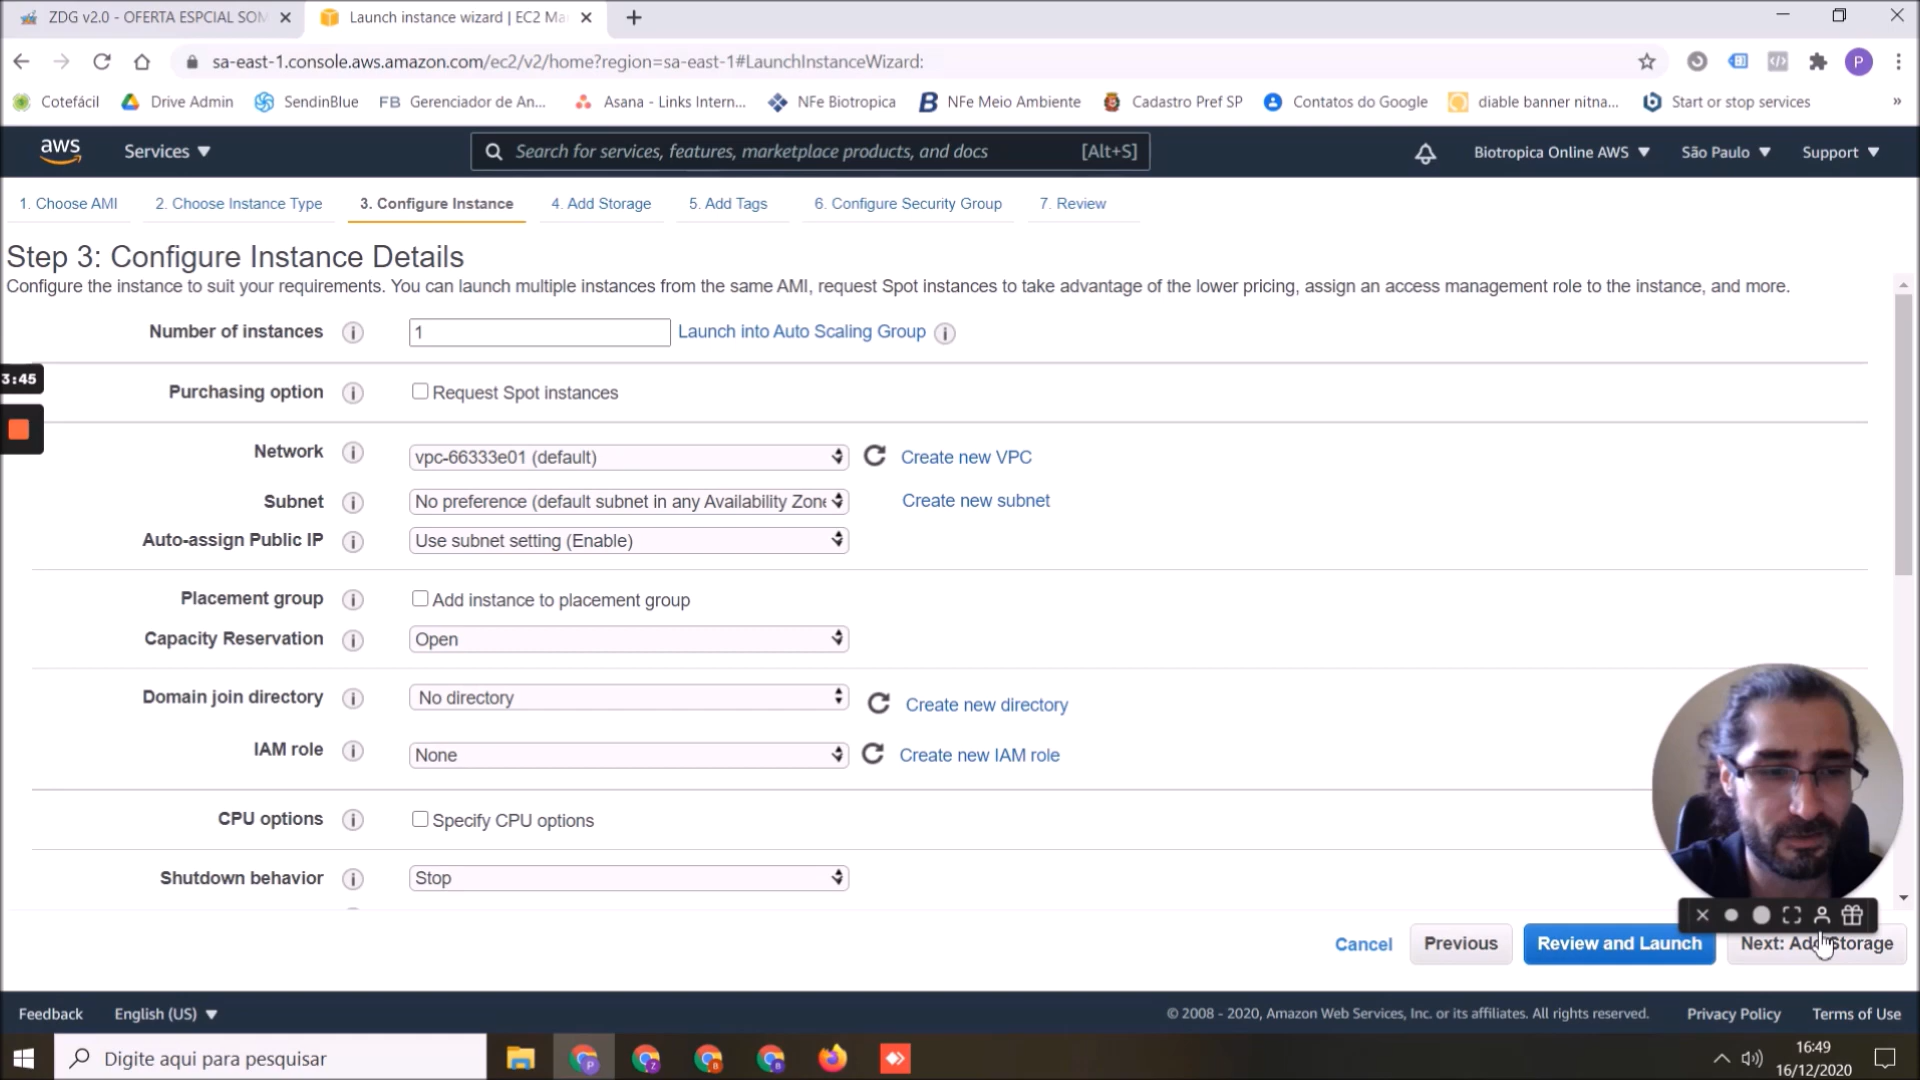 ZDG v2.0 - OFERTA ESPCIAL SOM
Launch instance wizard | EC2 Ma
sa-east-1.console.aws.amazon.com/ec2/v2/home?region=sa-east-1#LaunchInstanceWizard:
P
Cotefácil
Drive Admin
SendinBlue
FB Gerenciador de An...
Asana - Links Intern...
NFe Biotropica
B NFe Meio Ambiente
Cadastro Pref SP
Contatos do Google
diable banner nitna...
Start or stop services
»
aws
Services
Search for services, features, marketplace products, and docs
[Alt+S]
Biotropica Online AWS
São Paulo
Support
1. Choose AMI
2. Choose Instance Type
3. Configure Instance
4. Add Storage
5. Add Tags
6. Configure Security Group
7. Review
Step 3: Configure Instance Details
Configure the instance to suit your requirements. You can launch multiple instances from the same AMI, request Spot instances to take advantage of the lower pricing, assign an access management role to the instance, and more.
Number of instances
1
Launch into Auto Scaling Group
3:45
Purchasing option
Request Spot instances
Network
vpc-66333e01 (default)
Create new VPC
Subnet
No preference (default subnet in any Availability Zone
Create new subnet
Auto-assign Public IP
Use subnet setting (Enable)
Placement group
Add instance to placement group
Capacity Reservation
Open
Domain join directory
No directory
Create new directory
IAM role
None
Create new IAM role
CPU options
Specify CPU options
Shutdown behavior
Stop
Cancel
Previous
Review and Launch
Next: Add Storage
Feedback
English (US)
© 2008 - 2020, Amazon Web Services, Inc. or its affiliates. All rights reserved.
Privacy Policy
Terms of Use
Digite aqui para pesquisar
16:49
16/12/2020